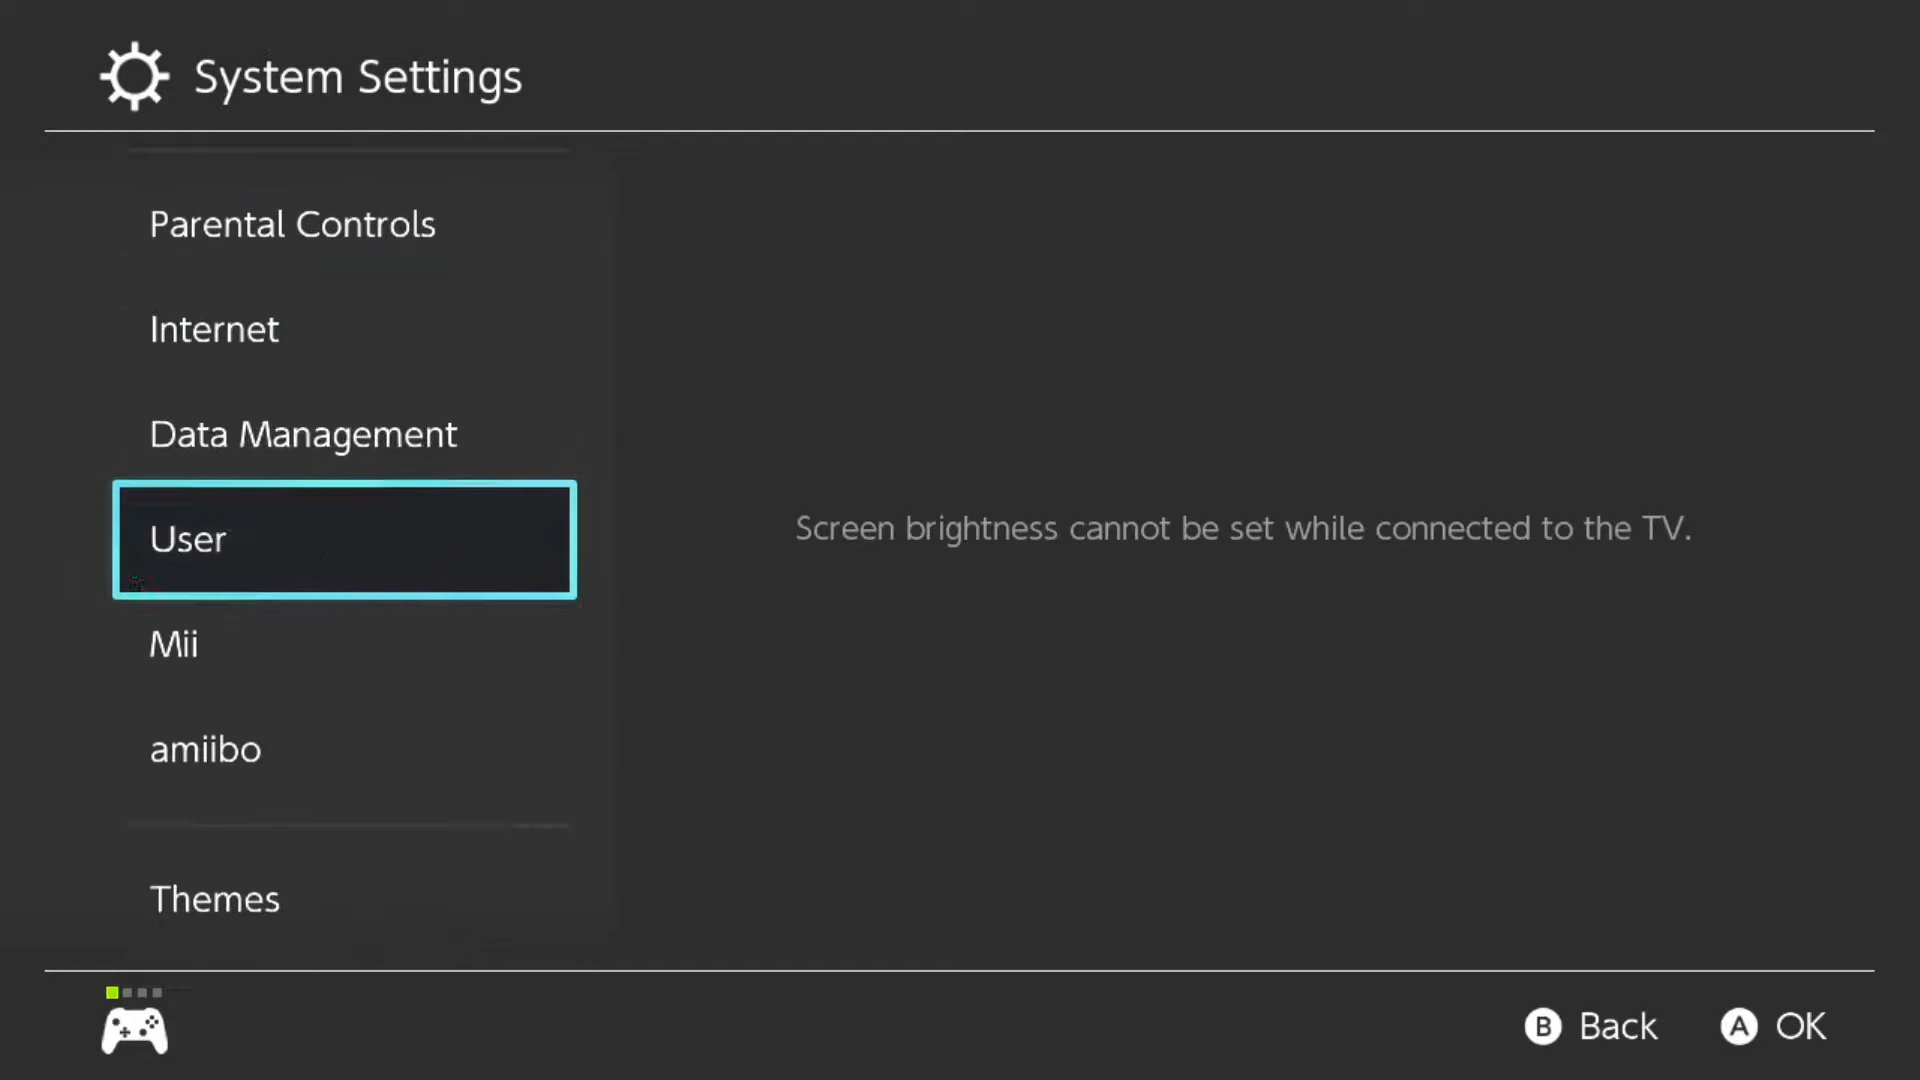 System Settings
Parental Controls
Internet
Data Management
User
Mii
amiibo
Themes
Screen brightness cannot be set while connected to the TV.
B Back
A OK